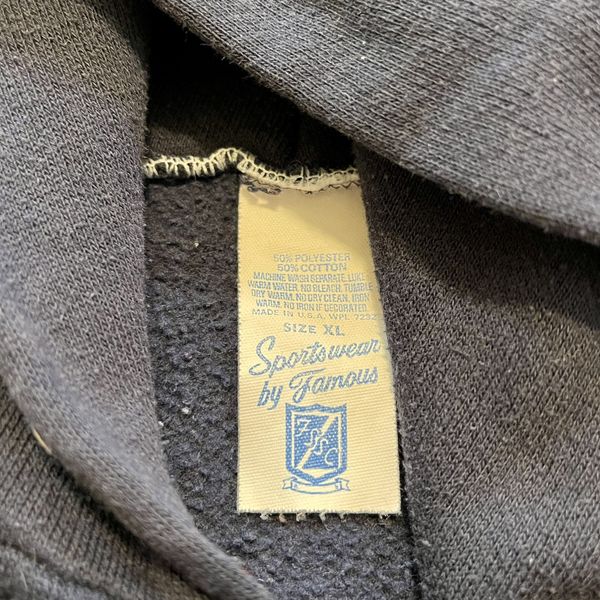 50% POLYESTER
50% COTTON
MACHINE WASH SEPARATE, LUKE-
WARM WATER. NO BLEACH, TUMBLE
DRY WARM. NO DRY CLEAN, IRON
WARM. NO IRON IF DECORATED.
MADE IN U.S.A. WPL 7292
SIZE XL
Sportswear
by Famous